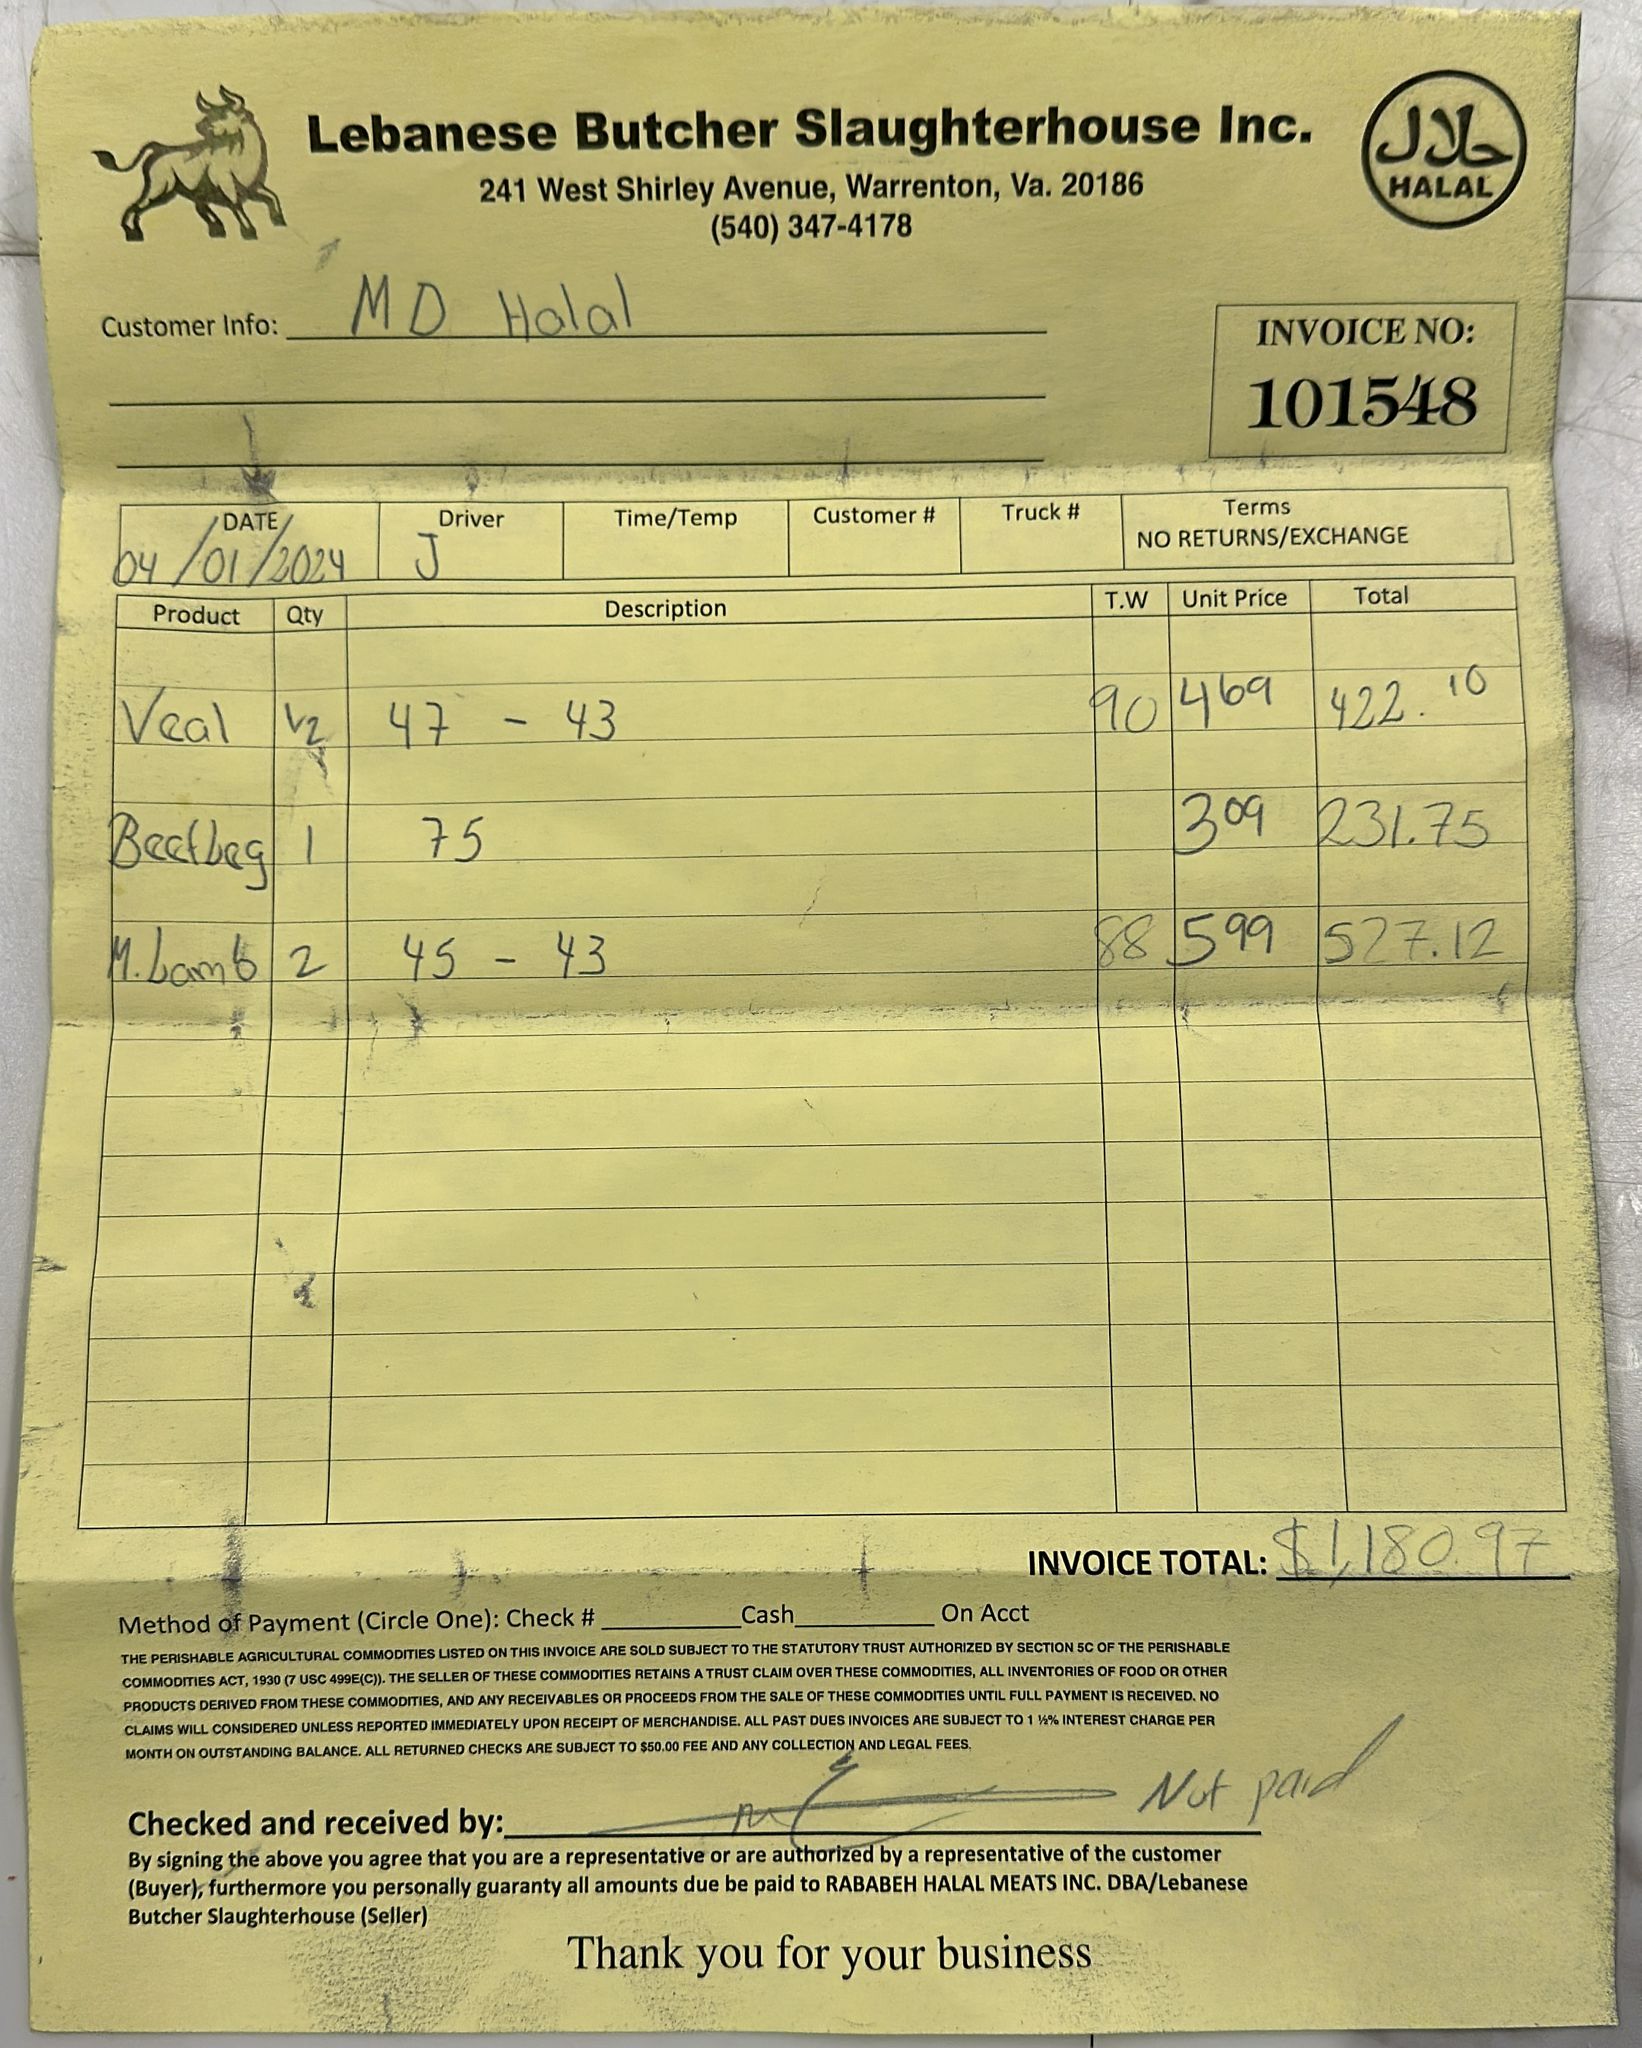 Lebanese Butcher Slaughterhouse Inc.
241 West Shirley Avenue, Warrenton, Va. 20186
(540) 347-4178
حلال
HALAL
Customer Info: MD Halal
INVOICE NO:
101548
DATE Driver Time/Temp Customer # Truck # Terms
NO RETURNS/EXCHANGE
04/01/2024 J
Product Qty Description T.W Unit Price Total
Veal 1/2 47 - 43 90 469 422.10
Beef Leg 1 75 309 231.75
M. Lamb 2 45 - 43 88 599 527.12
INVOICE TOTAL: $1,180.97
Method of Payment (Circle One): Check # Cash On Acct
THE PERISHABLE AGRICULTURAL COMMODITIES LISTED ON THIS INVOICE ARE SOLD SUBJECT TO THE STATUTORY TRUST AUTHORIZED BY SECTION 5C OF THE PERISHABLE
COMMODITIES ACT, 1930 (7 USC 499E(C)). THE SELLER OF THESE COMMODITIES RETAINS A TRUST CLAIM OVER THESE COMMODITIES, ALL INVENTORIES OF FOOD OR OTHER
PRODUCTS DERIVED FROM THESE COMMODITIES, AND ANY RECEIVABLES OR PROCEEDS FROM THE SALE OF THESE COMMODITIES UNTIL FULL PAYMENT IS RECEIVED. NO
CLAIMS WILL CONSIDERED UNLESS REPORTED IMMEDIATELY UPON RECEIPT OF MERCHANDISE. ALL PAST DUES INVOICES ARE SUBJECT TO 1 ½% INTEREST CHARGE PER
MONTH ON OUTSTANDING BALANCE. ALL RETURNED CHECKS ARE SUBJECT TO $50.00 FEE AND ANY COLLECTION AND LEGAL FEES.
Checked and received by: Not paid
By signing the above you agree that you are a representative or are authorized by a representative of the customer
(Buyer), furthermore you personally guaranty all amounts due be paid to RABABEH HALAL MEATS INC. DBA/Lebanese
Butcher Slaughterhouse (Seller)
Thank you for your business